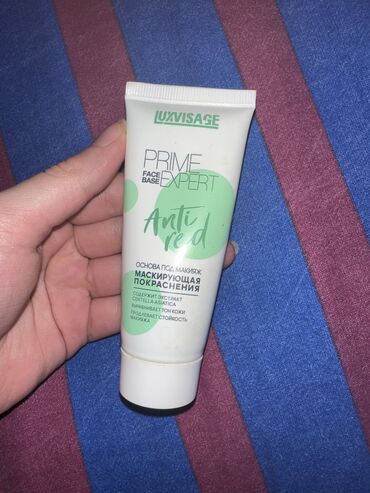 LUXVISAGE
PRIME
FACE
BASE EXPERT
Anti
red
ОСНОВА ПОД МАКИЯЖ
МАСКИРУЮЩАЯ
ПОКРАСНЕНИЯ
СОДЕРЖИТ ЭКСТРАКТ
CENTELLA ASIATICA
ВЫРАВНИВАЕТ ТОН КОЖИ
ПРОДЛЕВАЕТ СТОЙКОСТЬ
МАКИЯЖА